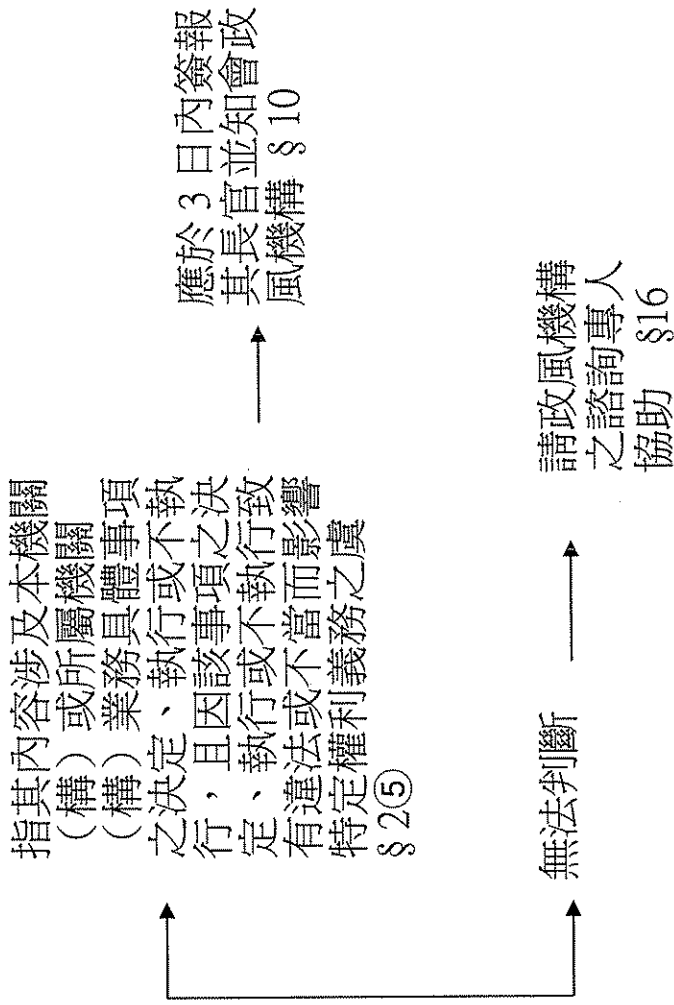 指其內容涉及本機關
（構）或所屬機關
（構）業務具體事項
之決定、執行或不執
行，且因該事項之決
定、執行或不執行致
有違法或不當而影響
特定權利義務之虞
§ 2⑤
應於 3 日內簽報
其長官並知會政
風機構 § 10
無法判斷
請政風機構
之諮詢專人
協助 §16